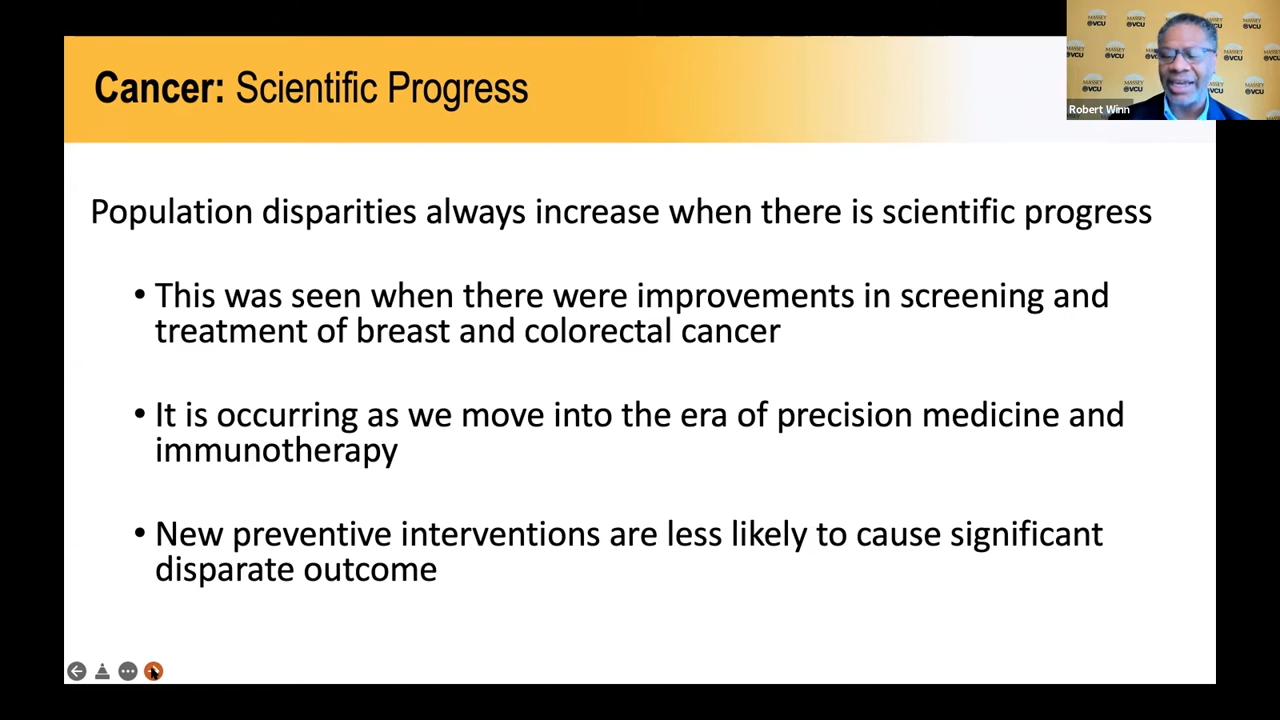 Cancer: Scientific Progress
MASSEY
@VCU
Robert Winn
Population disparities always increase when there is scientific progress
• This was seen when there were improvements in screening and
treatment of breast and colorectal cancer
• It is occurring as we move into the era of precision medicine and
immunotherapy
• New preventive interventions are less likely to cause significant
disparate outcome